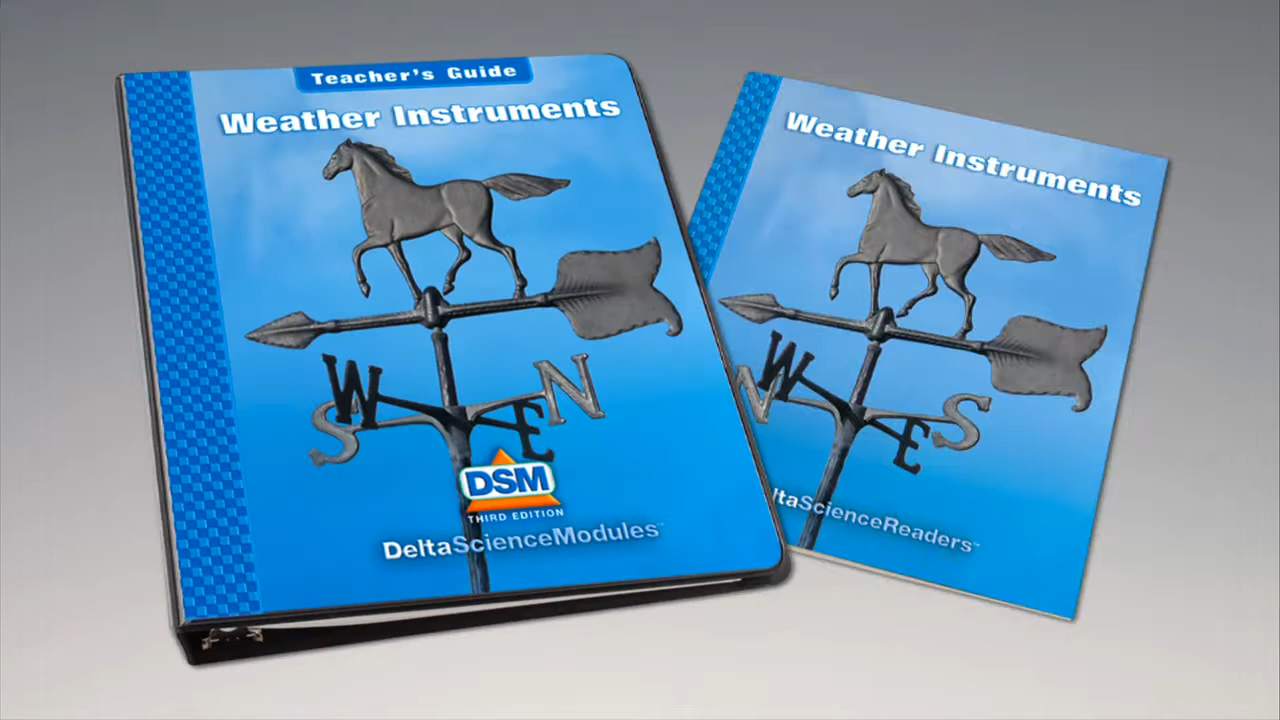 Teacher's Guide
Weather Instruments
W
N
S
E
DSM
THIRD EDITION
DeltaScienceModules™
Weather Instruments
W
N
S
E
ltaScienceReaders™